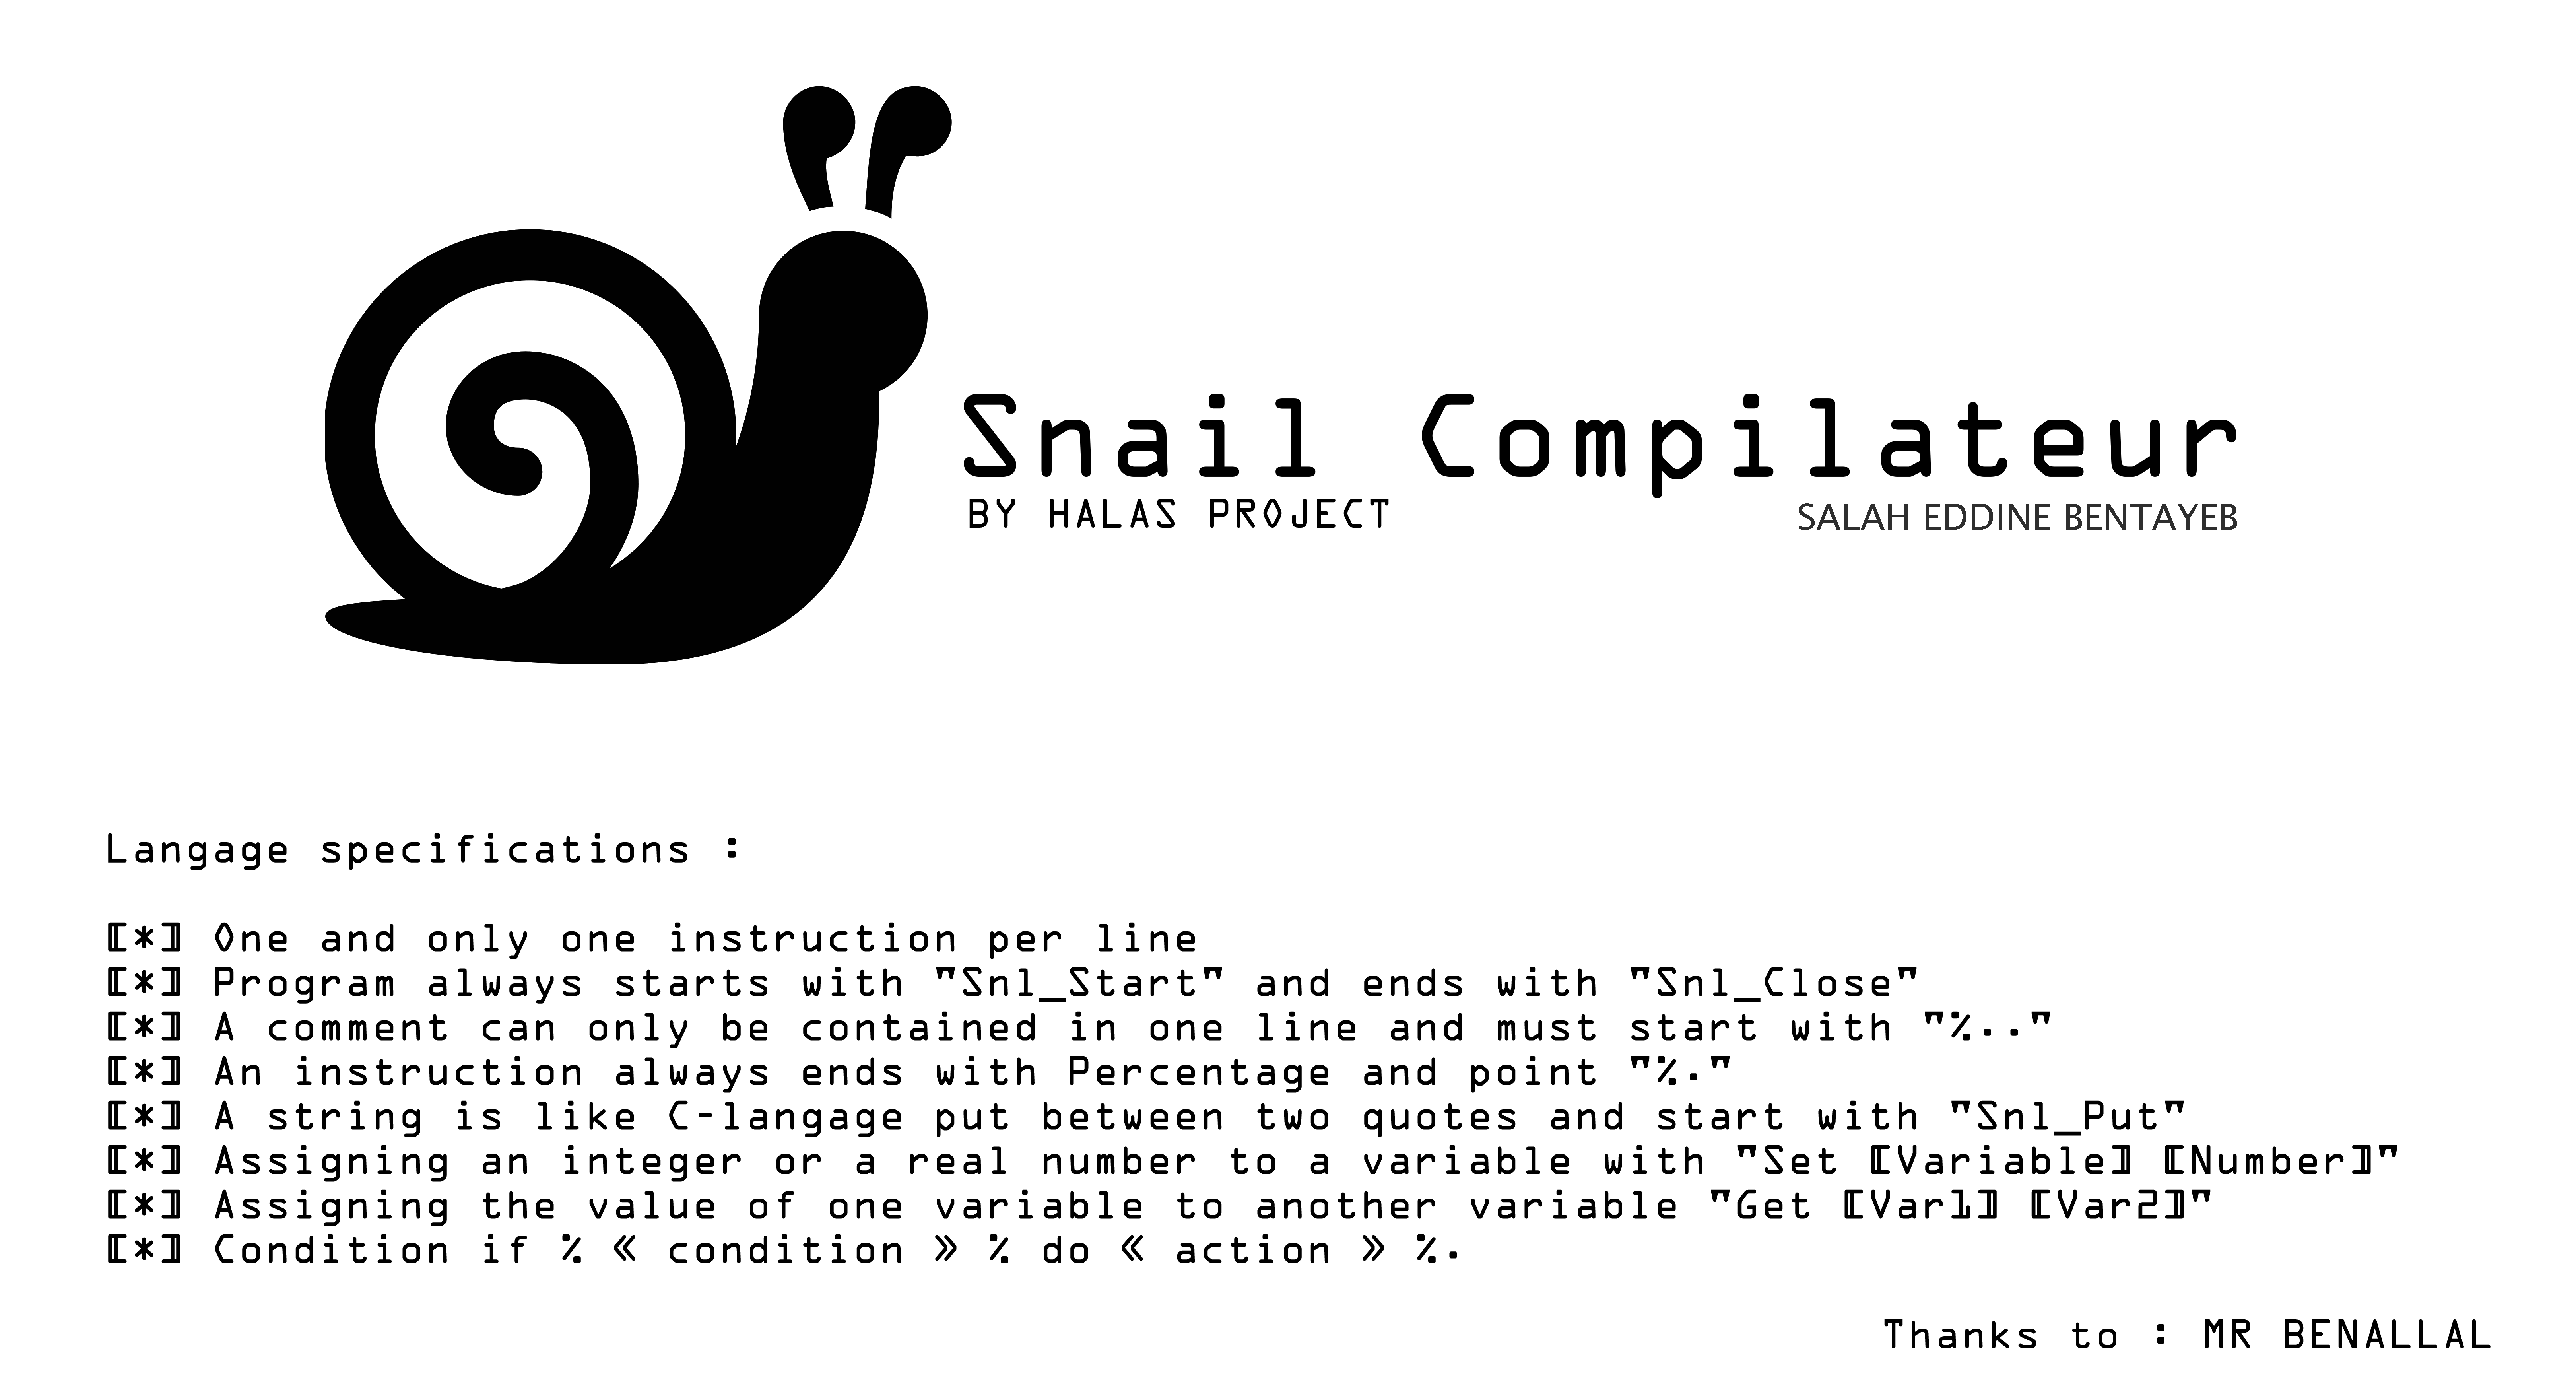 Snail Compilateur
BY HALAS PROJECT
SALAH EDDINE BENTAYEB
Langage specifications :
[*] One and only one instruction per line
[*] Program always starts with "Snl_Start" and ends with "Snl_Close"
[*] A comment can only be contained in one line and must start with "%.."
[*] An instruction always ends with Percentage and point "%."
[*] A string is like C-langage put between two quotes and start with "Snl_Put"
[*] Assigning an integer or a real number to a variable with "Set [Variable] [Number]"
[*] Assigning the value of one variable to another variable "Get [Var1] [Var2]"
[*] Condition if % « condition » % do « action » %.
Thanks to : MR BENALLAL